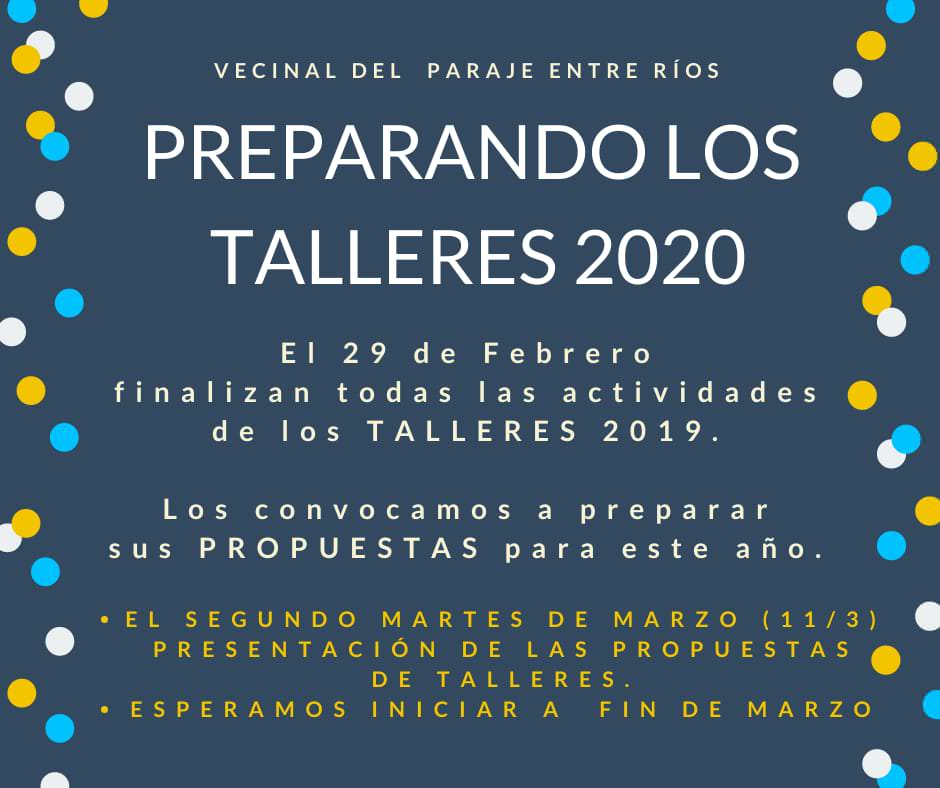 VECINAL DEL PARAJE ENTRE RÍOS
PREPARANDO LOS
TALLERES 2020
El 29 de Febrero
finalizan todas las actividades
de los TALLERES 2019.
Los convocamos a preparar
sus PROPUESTAS para este año.
• EL SEGUNDO MARTES DE MARZO (11/3)
PRESENTACIÓN DE LAS PROPUESTAS
DE TALLERES.
• ESPERAMOS INICIAR A FIN DE MARZO